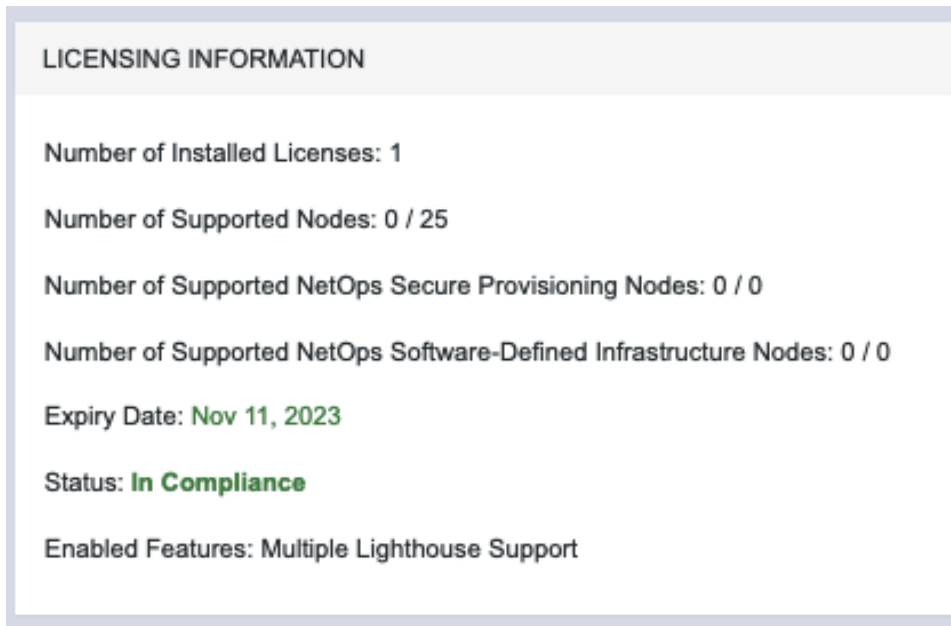 LICENSING INFORMATION
Number of Installed Licenses: 1
Number of Supported Nodes: 0 / 25
Number of Supported NetOps Secure Provisioning Nodes: 0 / 0
Number of Supported NetOps Software-Defined Infrastructure Nodes: 0 / 0
Expiry Date: Nov 11, 2023
Status: In Compliance
Enabled Features: Multiple Lighthouse Support